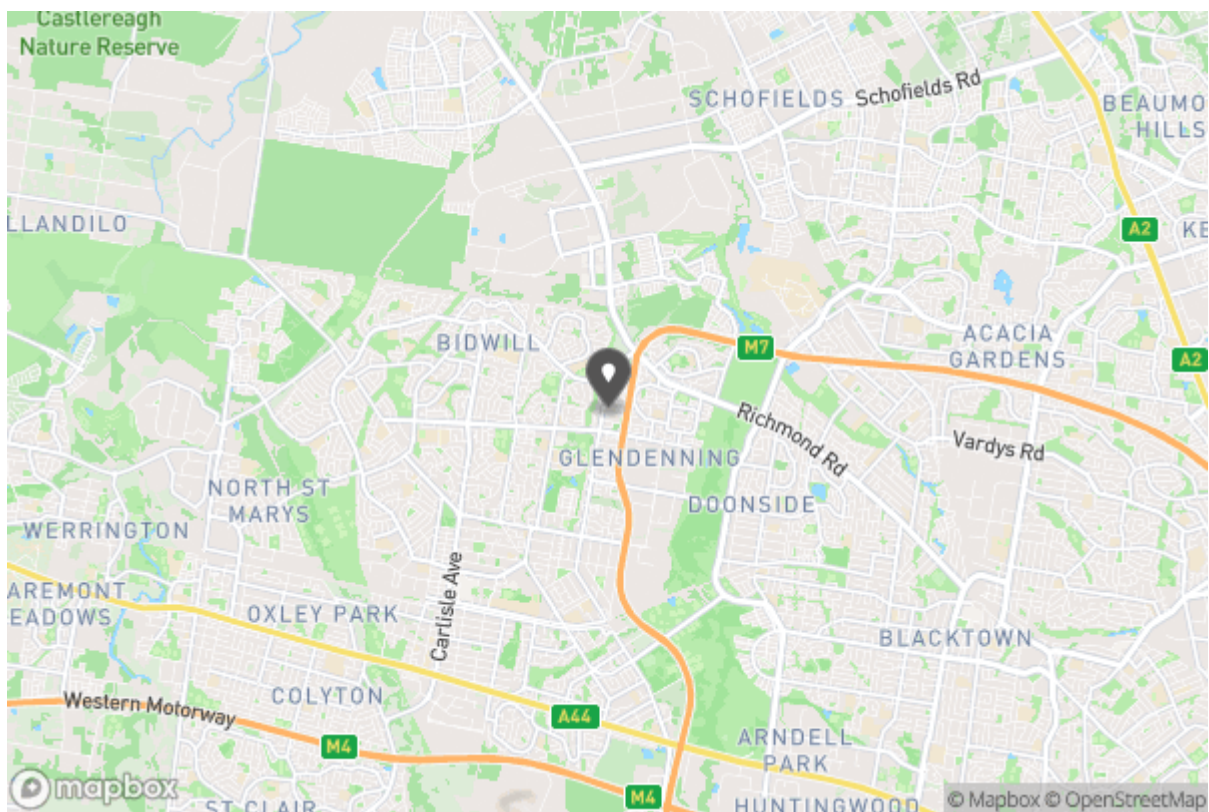 Castlereagh
Nature Reserve
SCHOFIELDS
Schofields Rd
BEAUMO
HILLS
LLANDILO
A2
KE
BIDWILL
M7
ACACIA
GARDENS
A2
Richmond Rd
Vardys Rd
GLENDENNING
NORTH ST
MARYS
DOONSIDE
WERRINGTON
AREMONT
EADOWS
OXLEY PARK
Carlisle Ave
BLACKTOWN
COLYTON
Western Motorway
A44
M4
ARNDELL
PARK
mapbox
ST CLAIR
M4
HUNTINGWOOD
© Mapbox © OpenStreetMap